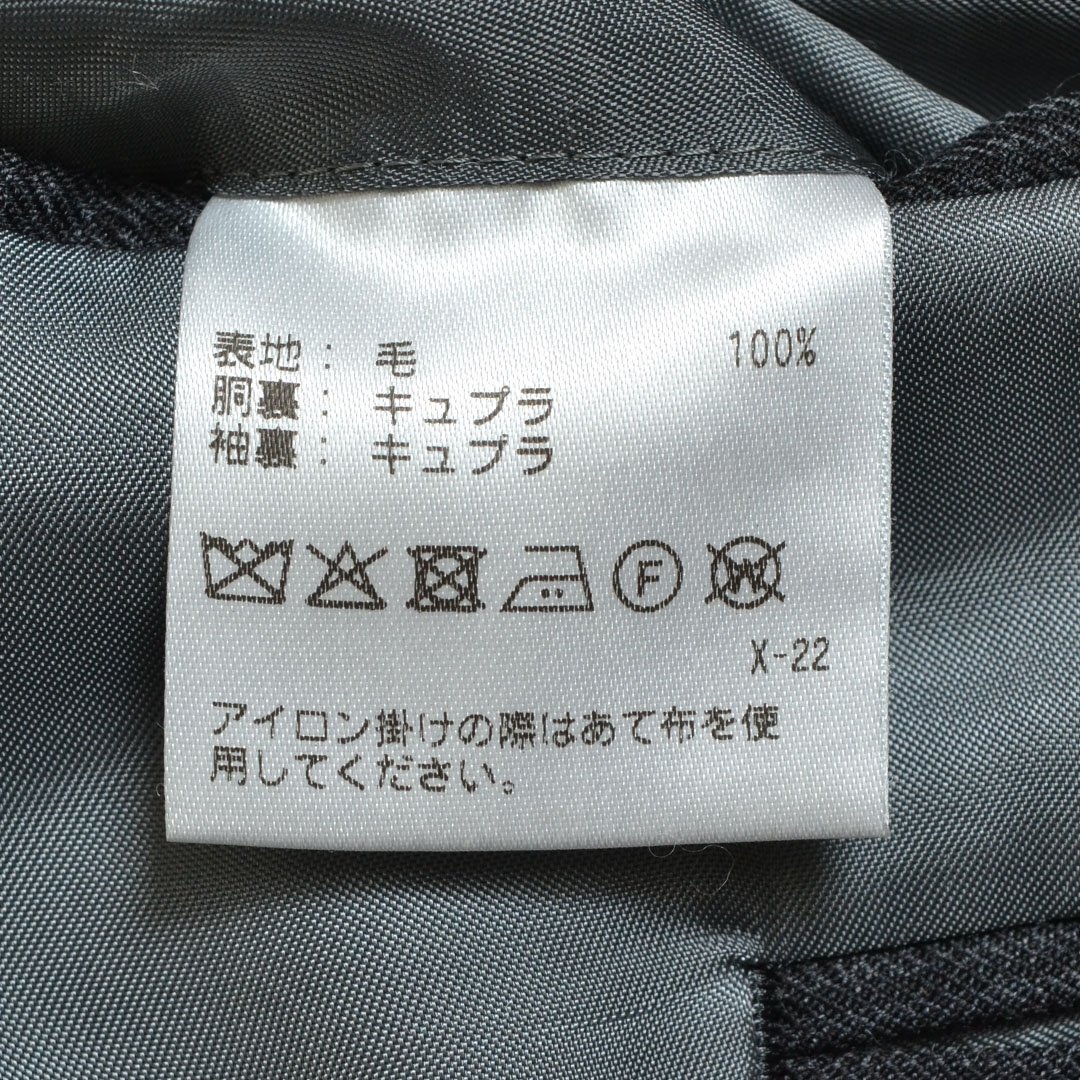 表地： 毛 100%
胴裏： キュプラ
袖裏： キュプラ
F W
X-22
アイロン掛けの際はあて布を使
用してください。